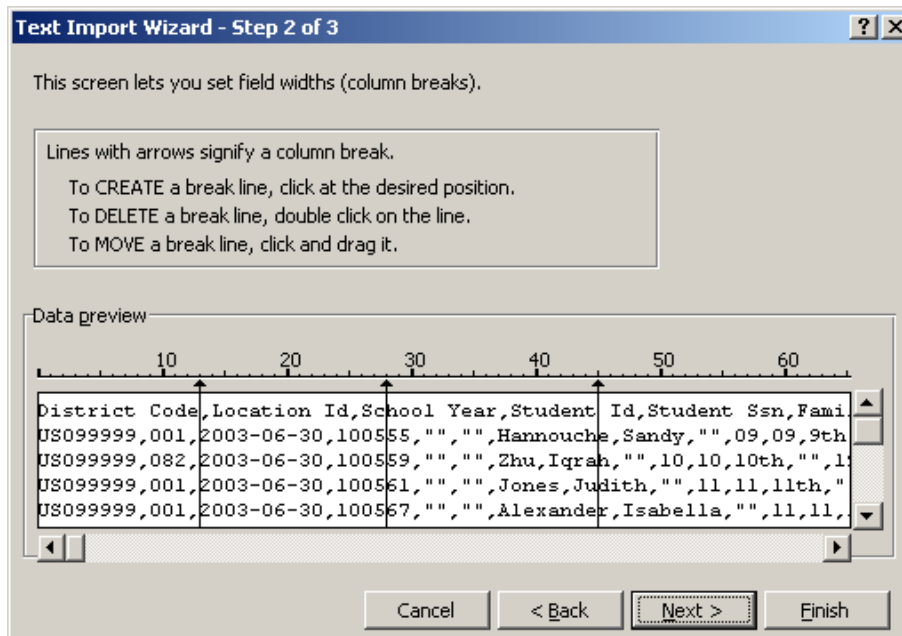 Text Import Wizard - Step 2 of 3
This screen lets you set field widths (column breaks).
Lines with arrows signify a column break.
To CREATE a break line, click at the desired position.
To DELETE a break line, double click on the line.
To MOVE a break line, click and drag it.
Data preview
10 20 30 40 50 60
District Code,Location Id,School Year,Student Id,Student Ssn,Fami
US099999,001,2003-06-30,100555,"","",Hannouche,Sandy,"",09,09,9th
US099999,082,2003-06-30,100559,"","",Zhu,Iqrah,"",10,10,10th,"",1
US099999,001,2003-06-30,100561,"","",Jones,Judith,"",11,11,11th,"
US099999,001,2003-06-30,100567,"","",Alexander,Isabella,"",11,11,
Cancel < Back Next > Finish